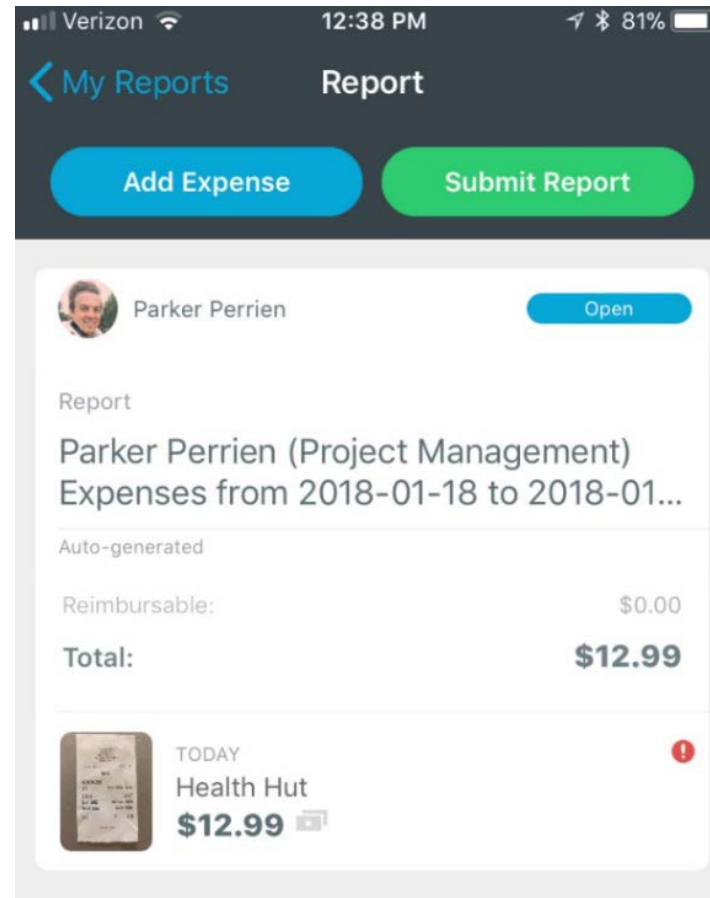 Verizon 12:38 PM 81%
My Reports Report
Add Expense Submit Report
Parker Perrien Open
Report
Parker Perrien (Project Management)
Expenses from 2018-01-18 to 2018-01...
Auto-generated
Reimbursable: $0.00
Total: $12.99
TODAY
Health Hut
$12.99